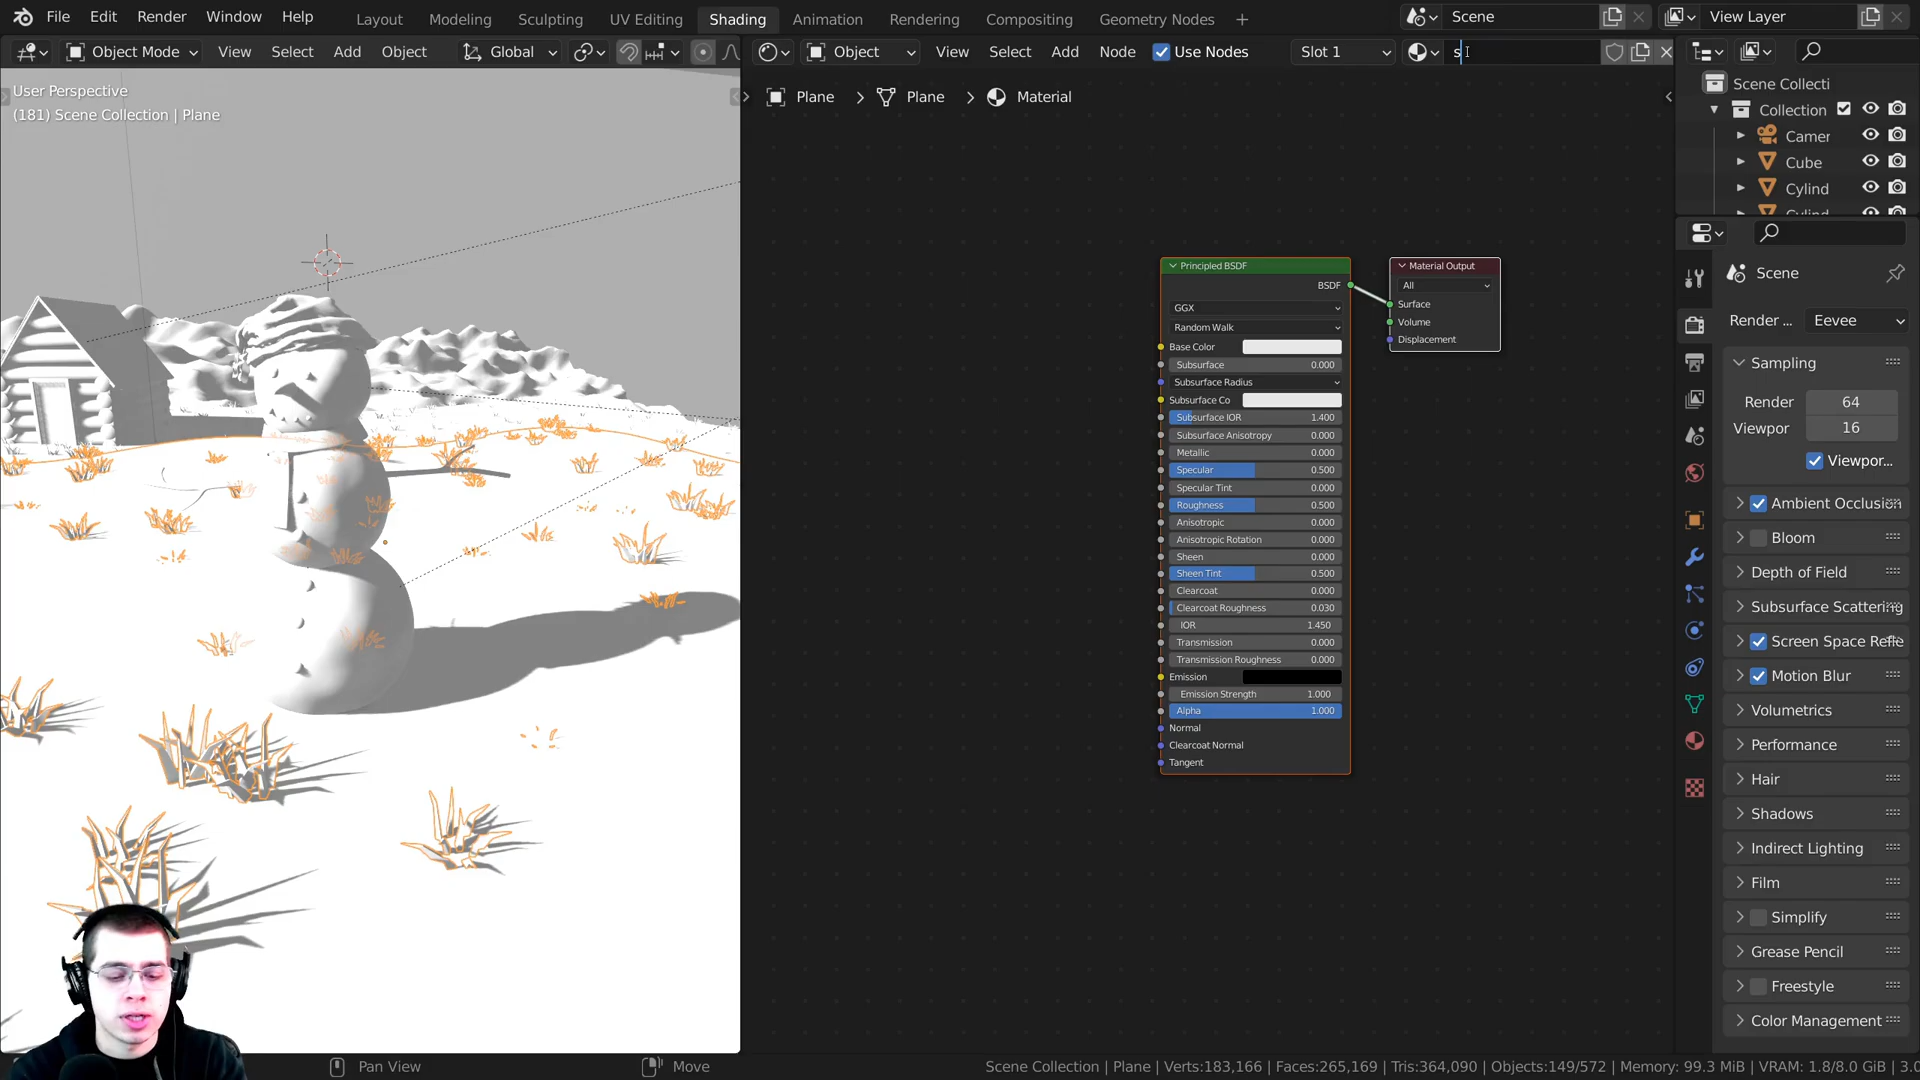 File Edit Render Window Help Layout Modeling Sculpting UV Editing Shading Animation Rendering Compositing Geometry Nodes + Scene View Layer
Object Mode View Select Add Object Global Object View Select Add Node Use Nodes Slot 1 s
User Perspective
(181) Scene Collection | Plane
Plane > Plane > Material
Principled BSDF
BSDF
GGX
Random Walk
Base Color
Subsurface 0.000
Subsurface Radius
Subsurface Co
Subsurface IOR 1.400
Subsurface Anisotropy 0.000
Metallic 0.000
Specular 0.500
Specular Tint 0.000
Roughness 0.500
Anisotropic 0.000
Anisotropic Rotation 0.000
Sheen 0.000
Sheen Tint 0.500
Clearcoat 0.000
Clearcoat Roughness 0.030
IOR 1.450
Transmission 0.000
Transmission Roughness 0.000
Emission
Emission Strength 1.000
Alpha 1.000
Normal
Clearcoat Normal
Tangent
Material Output
All
Surface
Volume
Displacement
Scene Collecti
Collection
Camer
Cube
Cylind
Cylind
Scene
Render ... Eevee
Sampling
Render 64
Viewpor 16
Viewpor...
Ambient Occlusion
Bloom
Depth of Field
Subsurface Scattering
Screen Space Refle
Motion Blur
Volumetrics
Performance
Hair
Shadows
Indirect Lighting
Film
Simplify
Grease Pencil
Freestyle
Color Management
Pan View Move Scene Collection | Plane | Verts:183,166 | Faces:265,169 | Tris:364,090 | Objects:149/572 | Memory: 99.3 MiB | VRAM: 1.8/8.0 GiB | 3.0